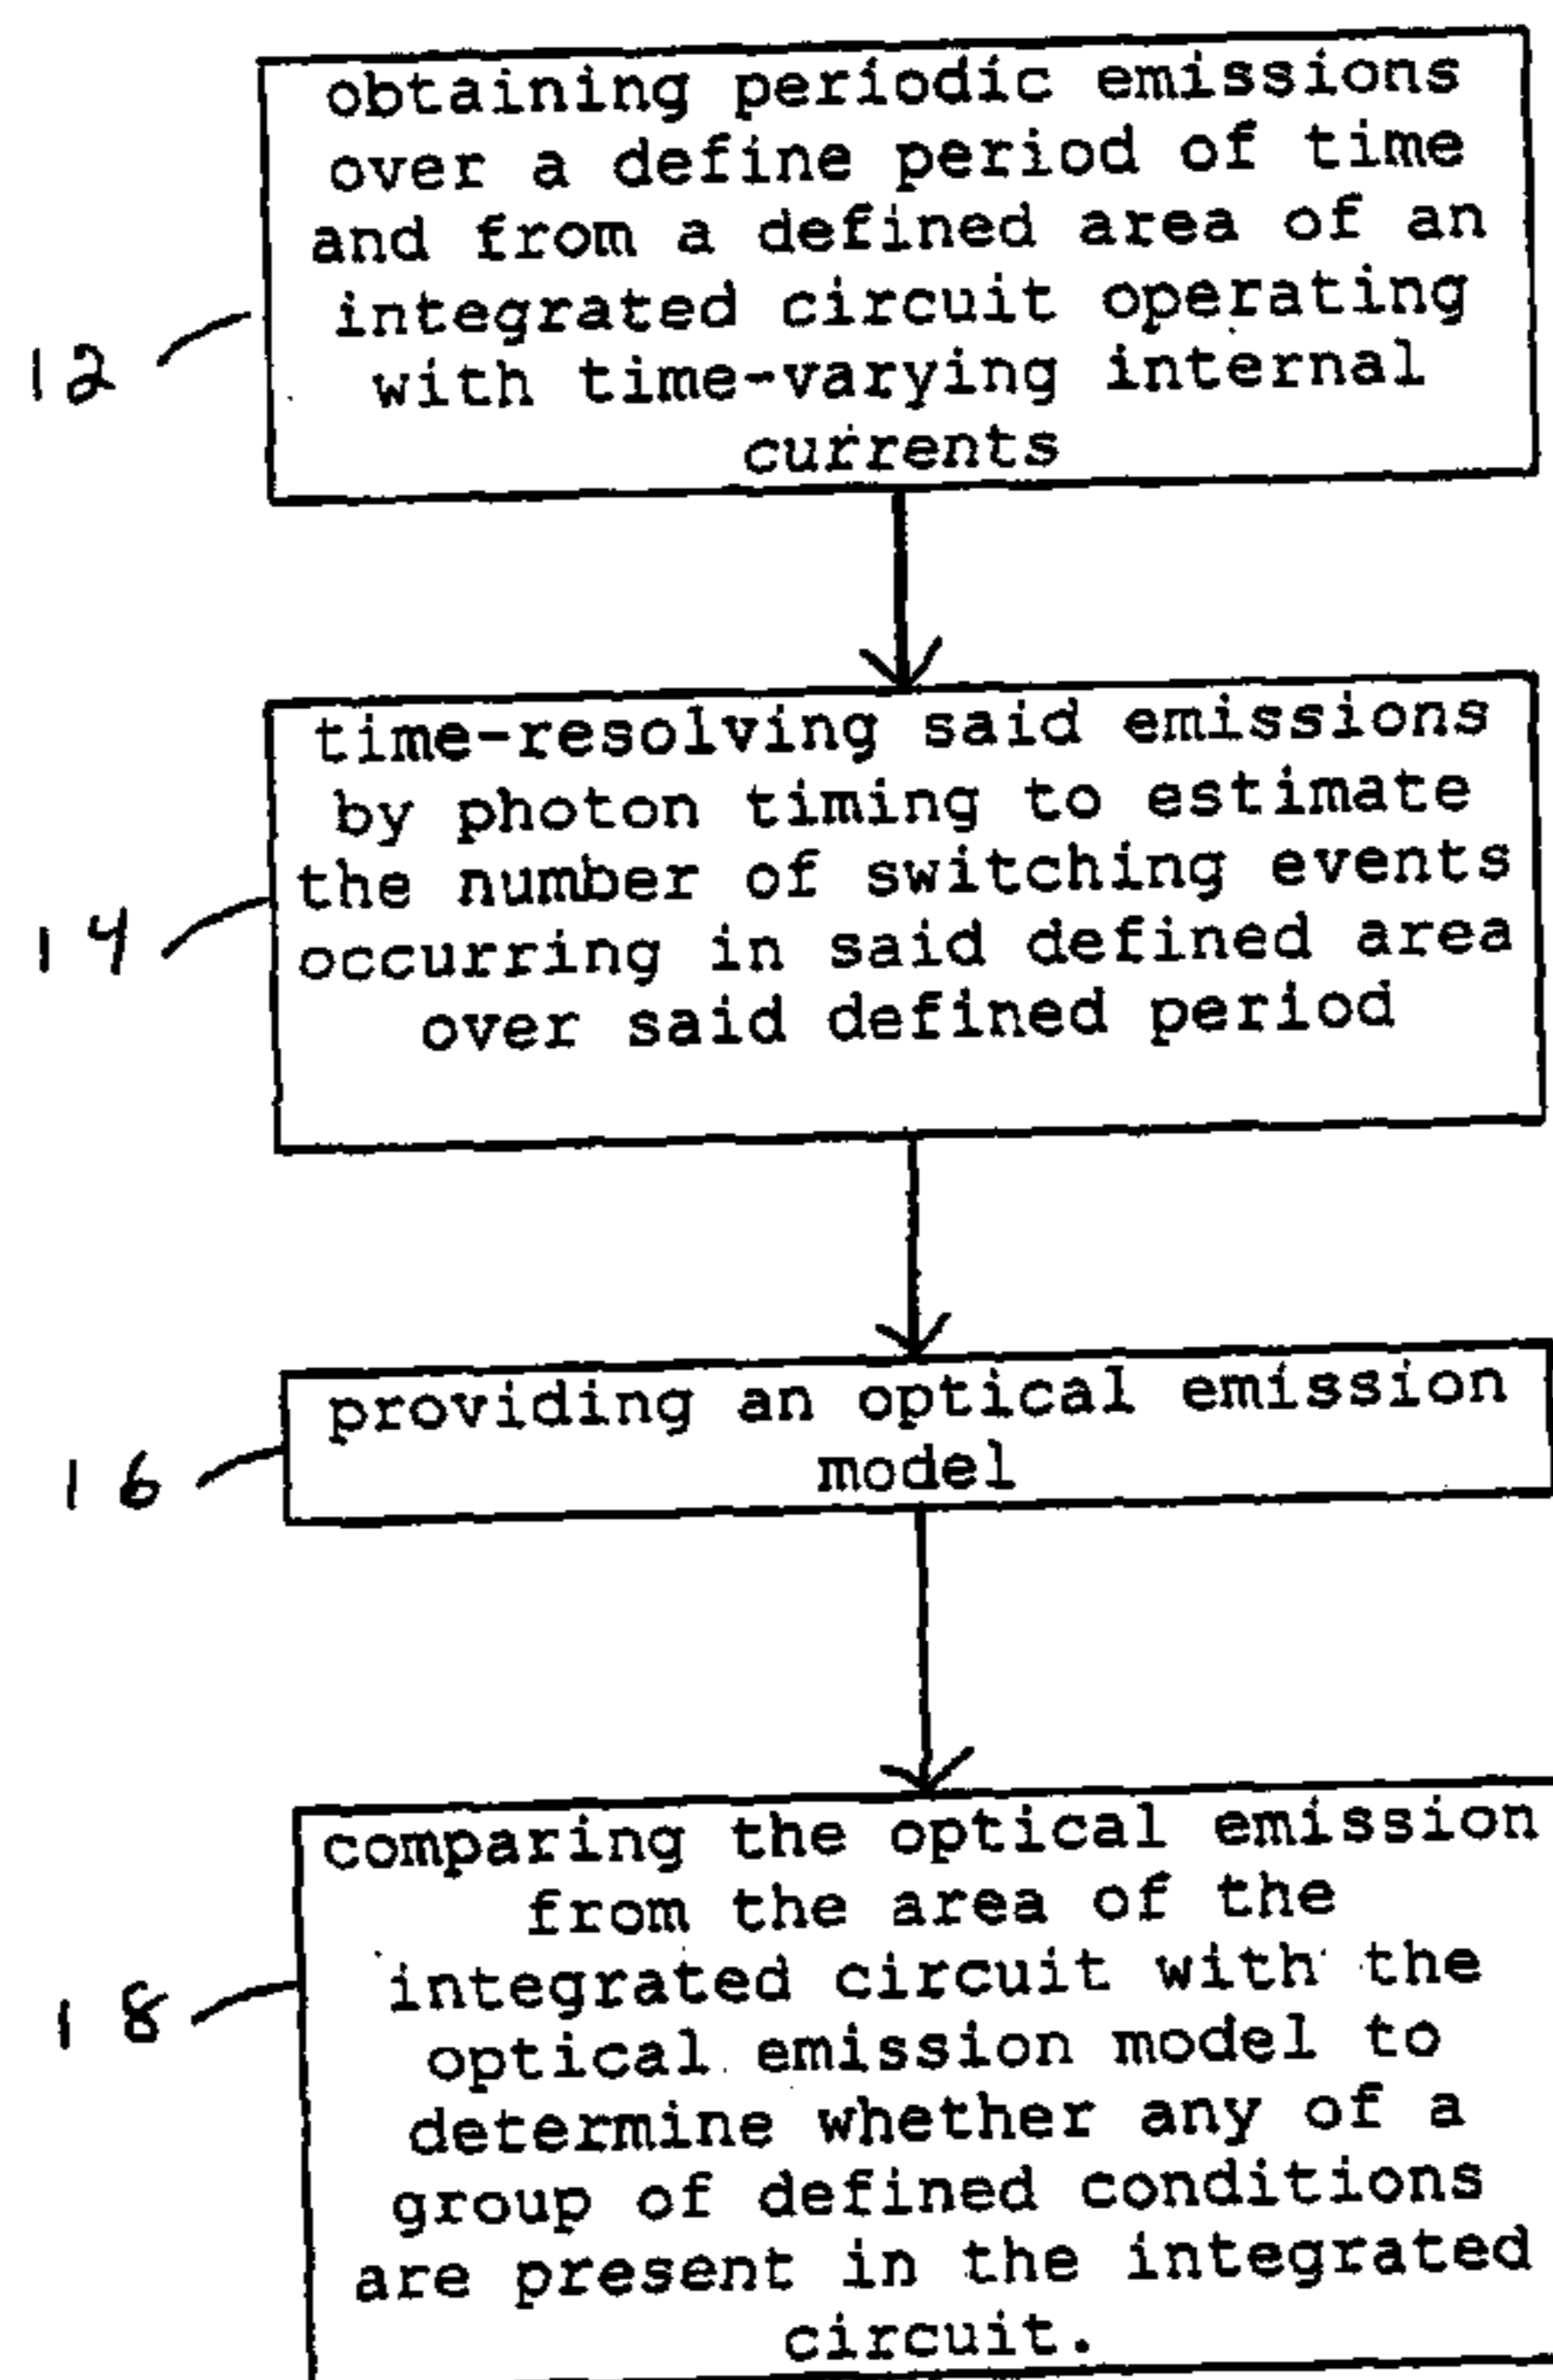 obtaining periodic emissions
over a define period of time
and from a defined area of an
integrated circuit operating
with time-varying internal
currents
12
time-resolving said emissions
by photon timing to estimate
the number of switching events
occurring in said defined area
over said defined period
14
providing an optical emission
model
16
comparing the optical emission
from the area of the
integrated circuit with the
optical emission model to
determine whether any of a
group of defined conditions
are present in the integrated
circuit.
18